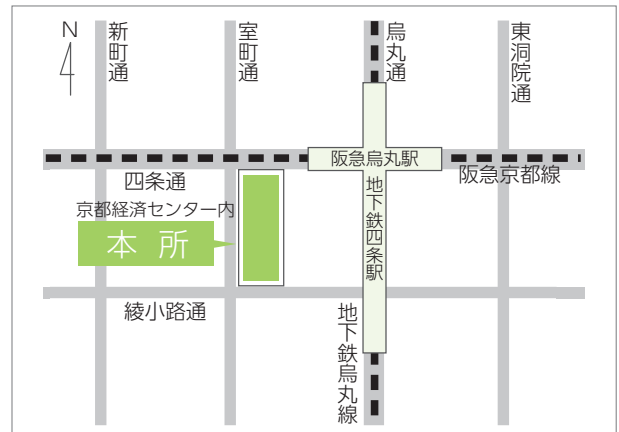 N
新町通
室町通
烏丸通
東洞院通
阪急烏丸駅
四条通
阪急京都線
京都経済センター内
本所
地下鉄四条駅
綾小路通
地下鉄烏丸線